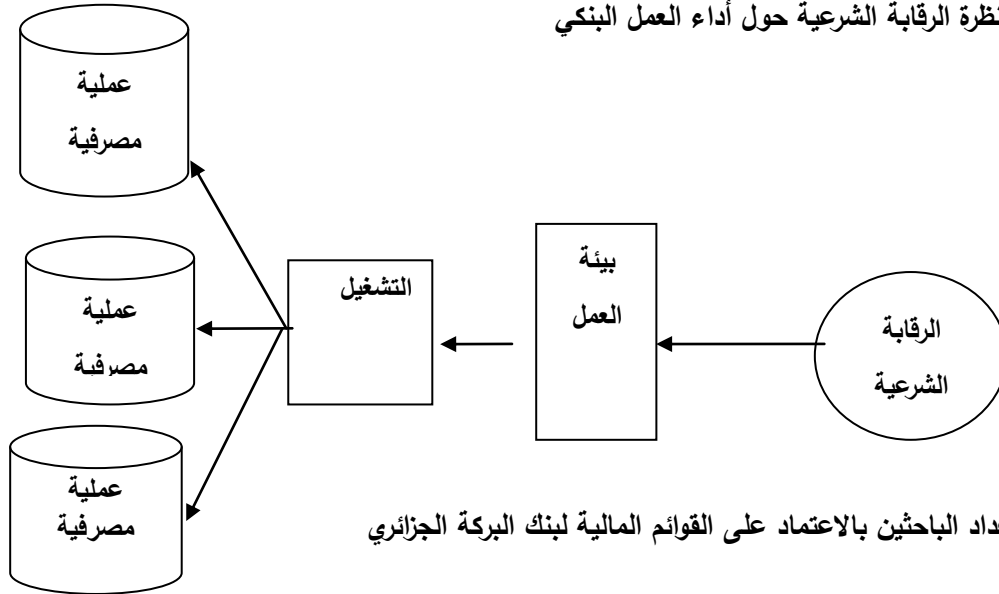 نظرة الرقابة الشرعية حول أداء العمل البنكي
الرقابة
الشرعية
بيئة
العمل
التشغيل
عملية
مصرفية
عملية
مصرفية
عملية
مصرفية
الباحثين بالاعتماد على القوائم المالية لبنك البركة الجزائري